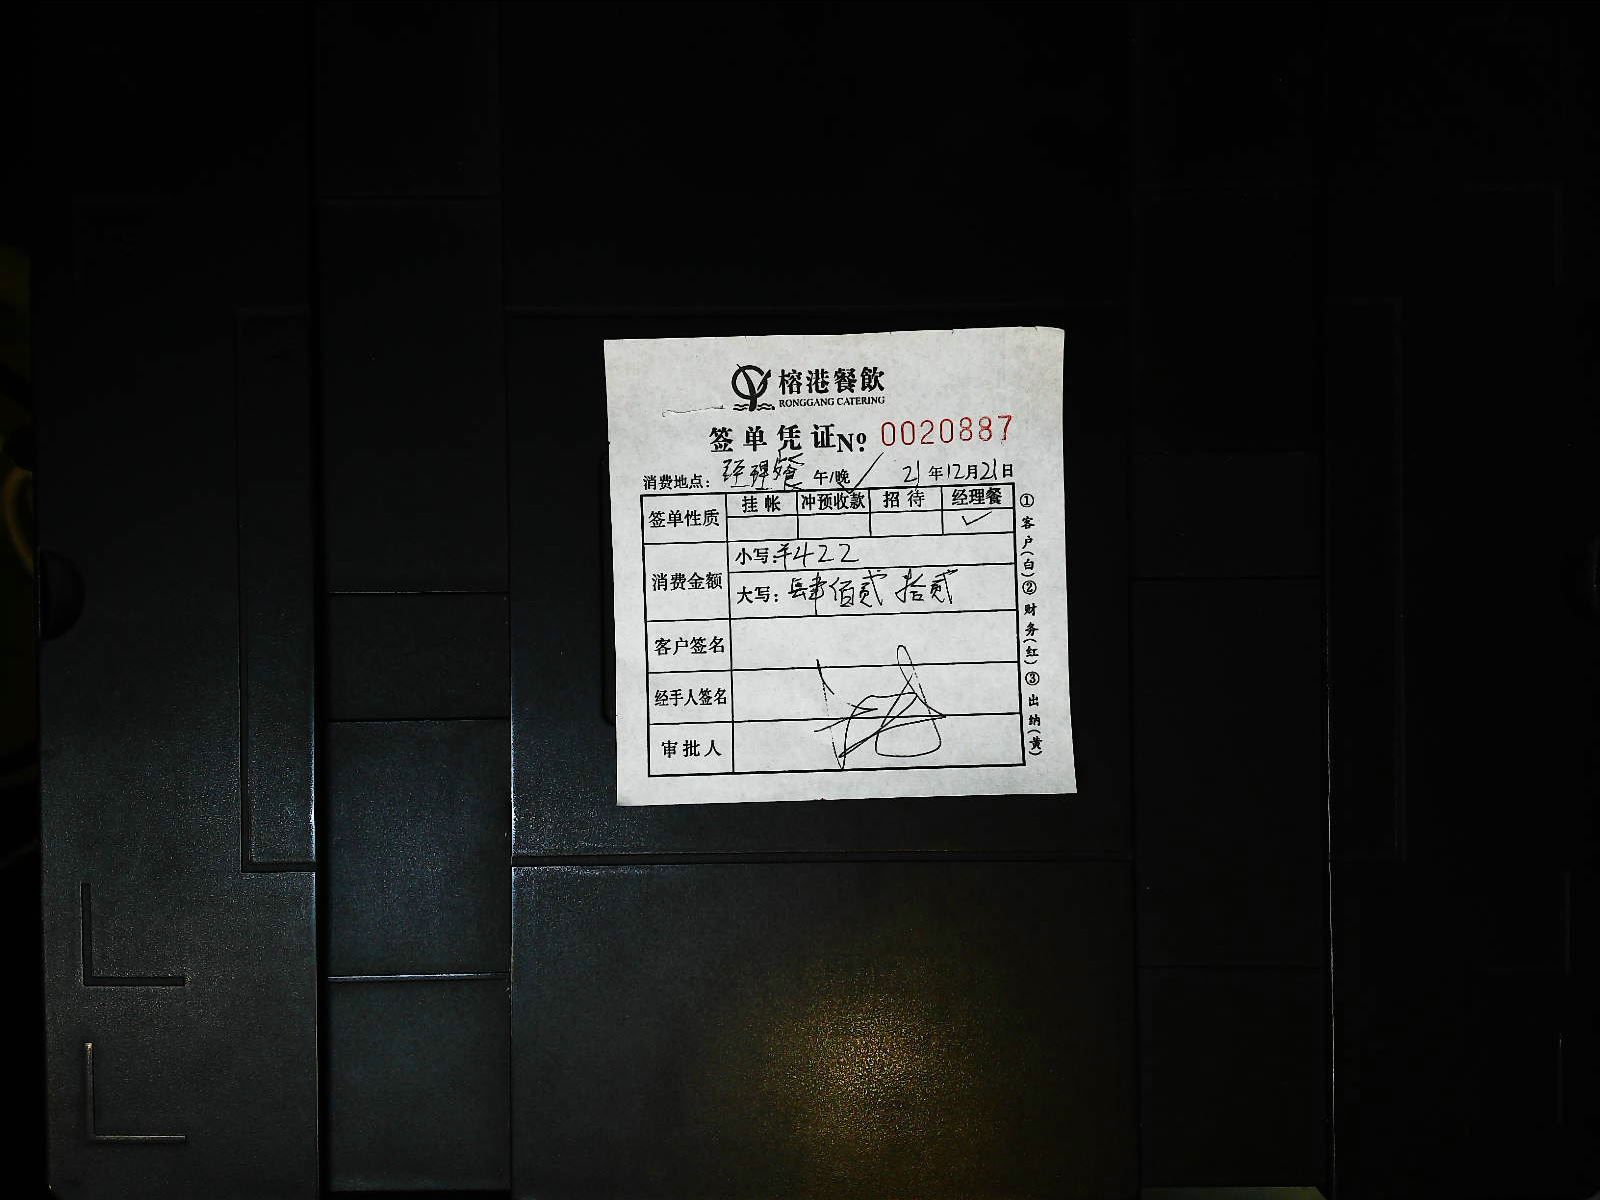 榕港餐飲
RONGGANG CATERING
签单凭证№: 0020887
消费地点: 经理餐 午/晚 21年12月21日
签单性质 挂帐 冲预收款 招待 经理餐
✓
消费金额 小写:¥422
大写: 肆佰贰拾贰
客户签名
经手人签名
审批人
①客户(白)②财务(红)③出纳(黄)